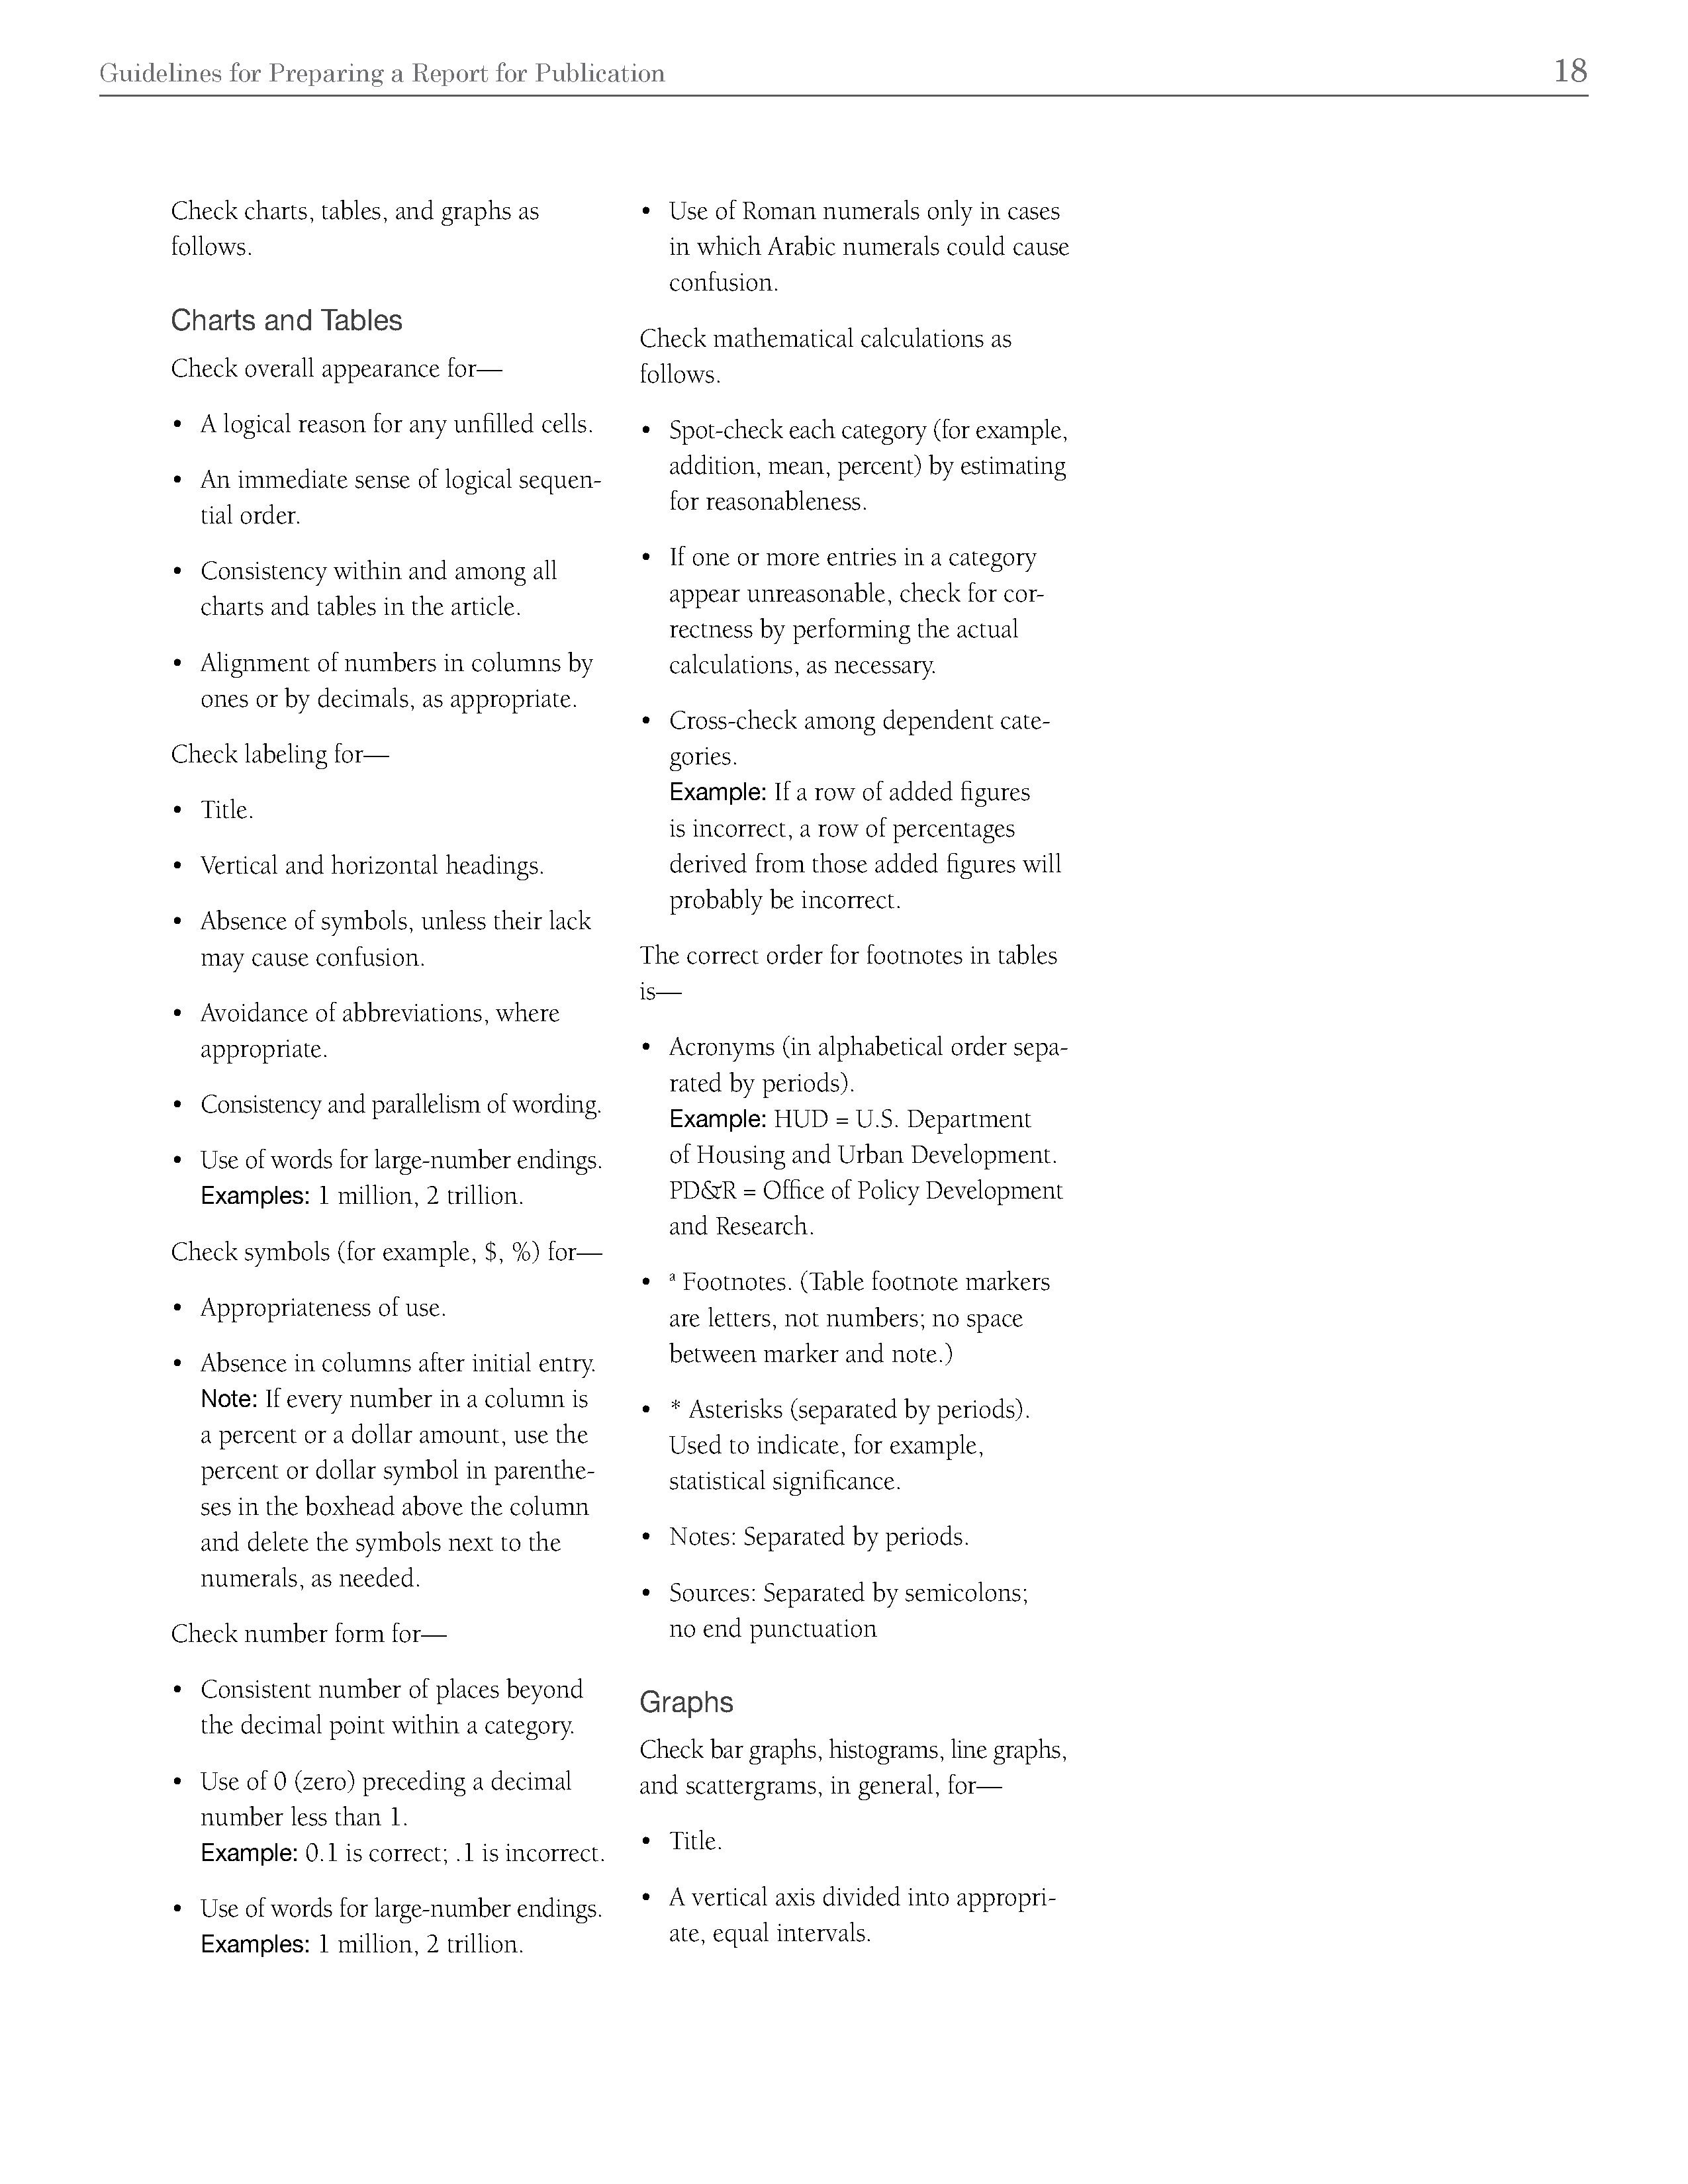 Guidelines for Preparing a Report for Publication 18
Check charts, tables, and graphs as
follows.
Charts and Tables
Check overall appearance for—
• A logical reason for any unfilled cells.
• An immediate sense of logical sequen-
tial order.
• Consistency within and among all
charts and tables in the article.
• Alignment of numbers in columns by
ones or by decimals, as appropriate.
Check labeling for—
• Title.
• Vertical and horizontal headings.
• Absence of symbols, unless their lack
may cause confusion.
• Avoidance of abbreviations, where
appropriate.
• Consistency and parallelism of wording.
• Use of words for large-number endings.
Examples: 1 million, 2 trillion.
Check symbols (for example, $, %) for—
• Appropriateness of use.
• Absence in columns after initial entry.
Note: If every number in a column is
a percent or a dollar amount, use the
percent or dollar symbol in parenthe-
ses in the boxhead above the column
and delete the symbols next to the
numerals, as needed.
Check number form for—
• Consistent number of places beyond
the decimal point within a category.
• Use of 0 (zero) preceding a decimal
number less than 1.
Example: 0.1 is correct; .1 is incorrect.
• Use of words for large-number endings.
Examples: 1 million, 2 trillion.
• Use of Roman numerals only in cases
in which Arabic numerals could cause
confusion.
Check mathematical calculations as
follows.
• Spot-check each category (for example,
addition, mean, percent) by estimating
for reasonableness.
• If one or more entries in a category
appear unreasonable, check for cor-
rectness by performing the actual
calculations, as necessary.
• Cross-check among dependent cate-
gories.
Example: If a row of added figures
is incorrect, a row of percentages
derived from those added figures will
probably be incorrect.
The correct order for footnotes in tables
is—
• Acronyms (in alphabetical order sepa-
rated by periods).
Example: HUD = U.S. Department
of Housing and Urban Development.
PD&R = Office of Policy Development
and Research.
• ª Footnotes. (Table footnote markers
are letters, not numbers; no space
between marker and note.)
• * Asterisks (separated by periods).
Used to indicate, for example,
statistical significance.
• Notes: Separated by periods.
• Sources: Separated by semicolons;
no end punctuation
Graphs
Check bar graphs, histograms, line graphs,
and scattergrams, in general, for—
• Title.
• A vertical axis divided into appropri-
ate, equal intervals.